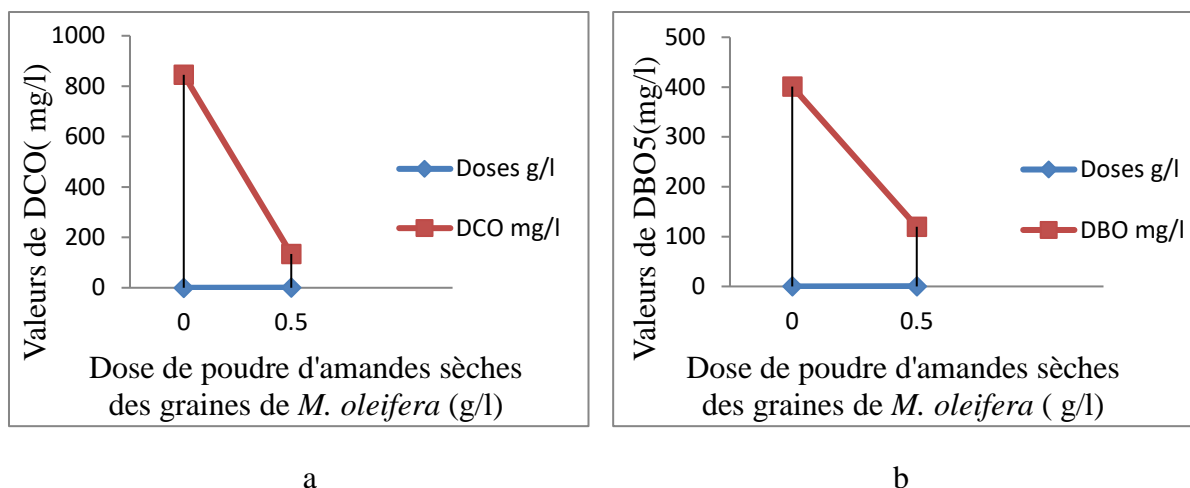 Valeurs de DCO( mg/l)
1000
800
600
400
200
0
0
0.5
Doses g/l
DCO mg/l
Dose de poudre d'amandes sèches
des graines de M. oleifera (g/l)
a
Valeurs de DBO5(mg/l)
500
400
300
200
100
0
0
0.5
Doses g/l
DBO mg/l
Dose de poudre d'amandes sèches
des graines de M. oleifera ( g/l)
b